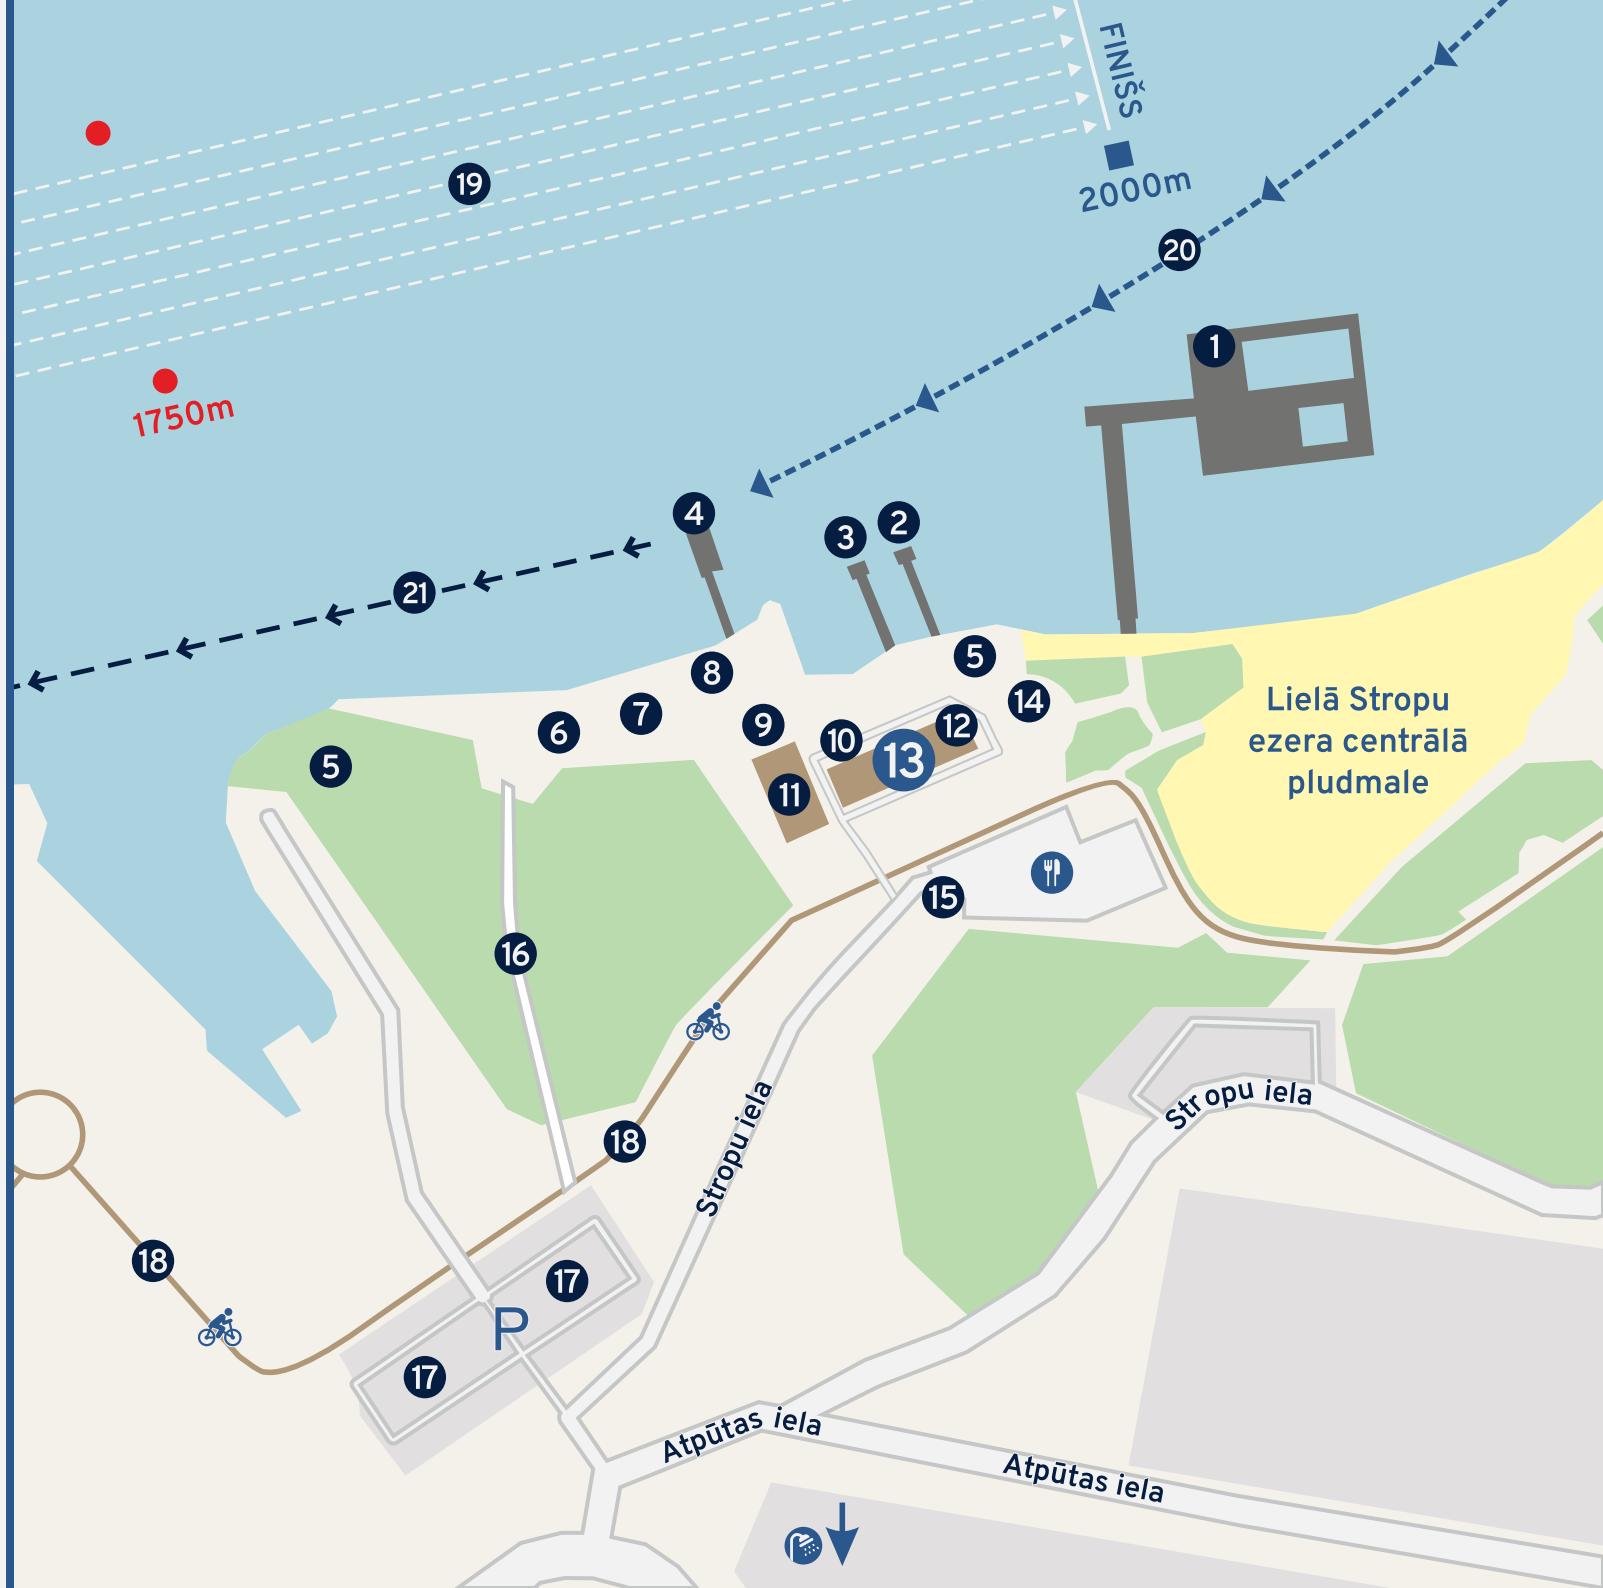 FINIŠS
2000m
19
20
1
1750m
4
3
2
21
5
8
14
7
6
9
10
12
13
5
11
Lielā Stropu
ezera centrālā
pludmale
15
16
18
Stropu iela
Stropu iela
18
17
P
17
Atpūtas iela
Atpūtas iela